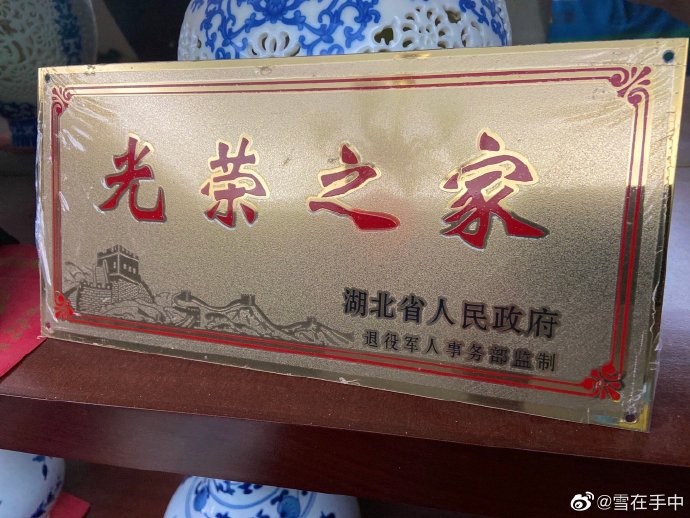 光荣之家
湖北省人民政府
退役军人事务部监制
@雪在手中